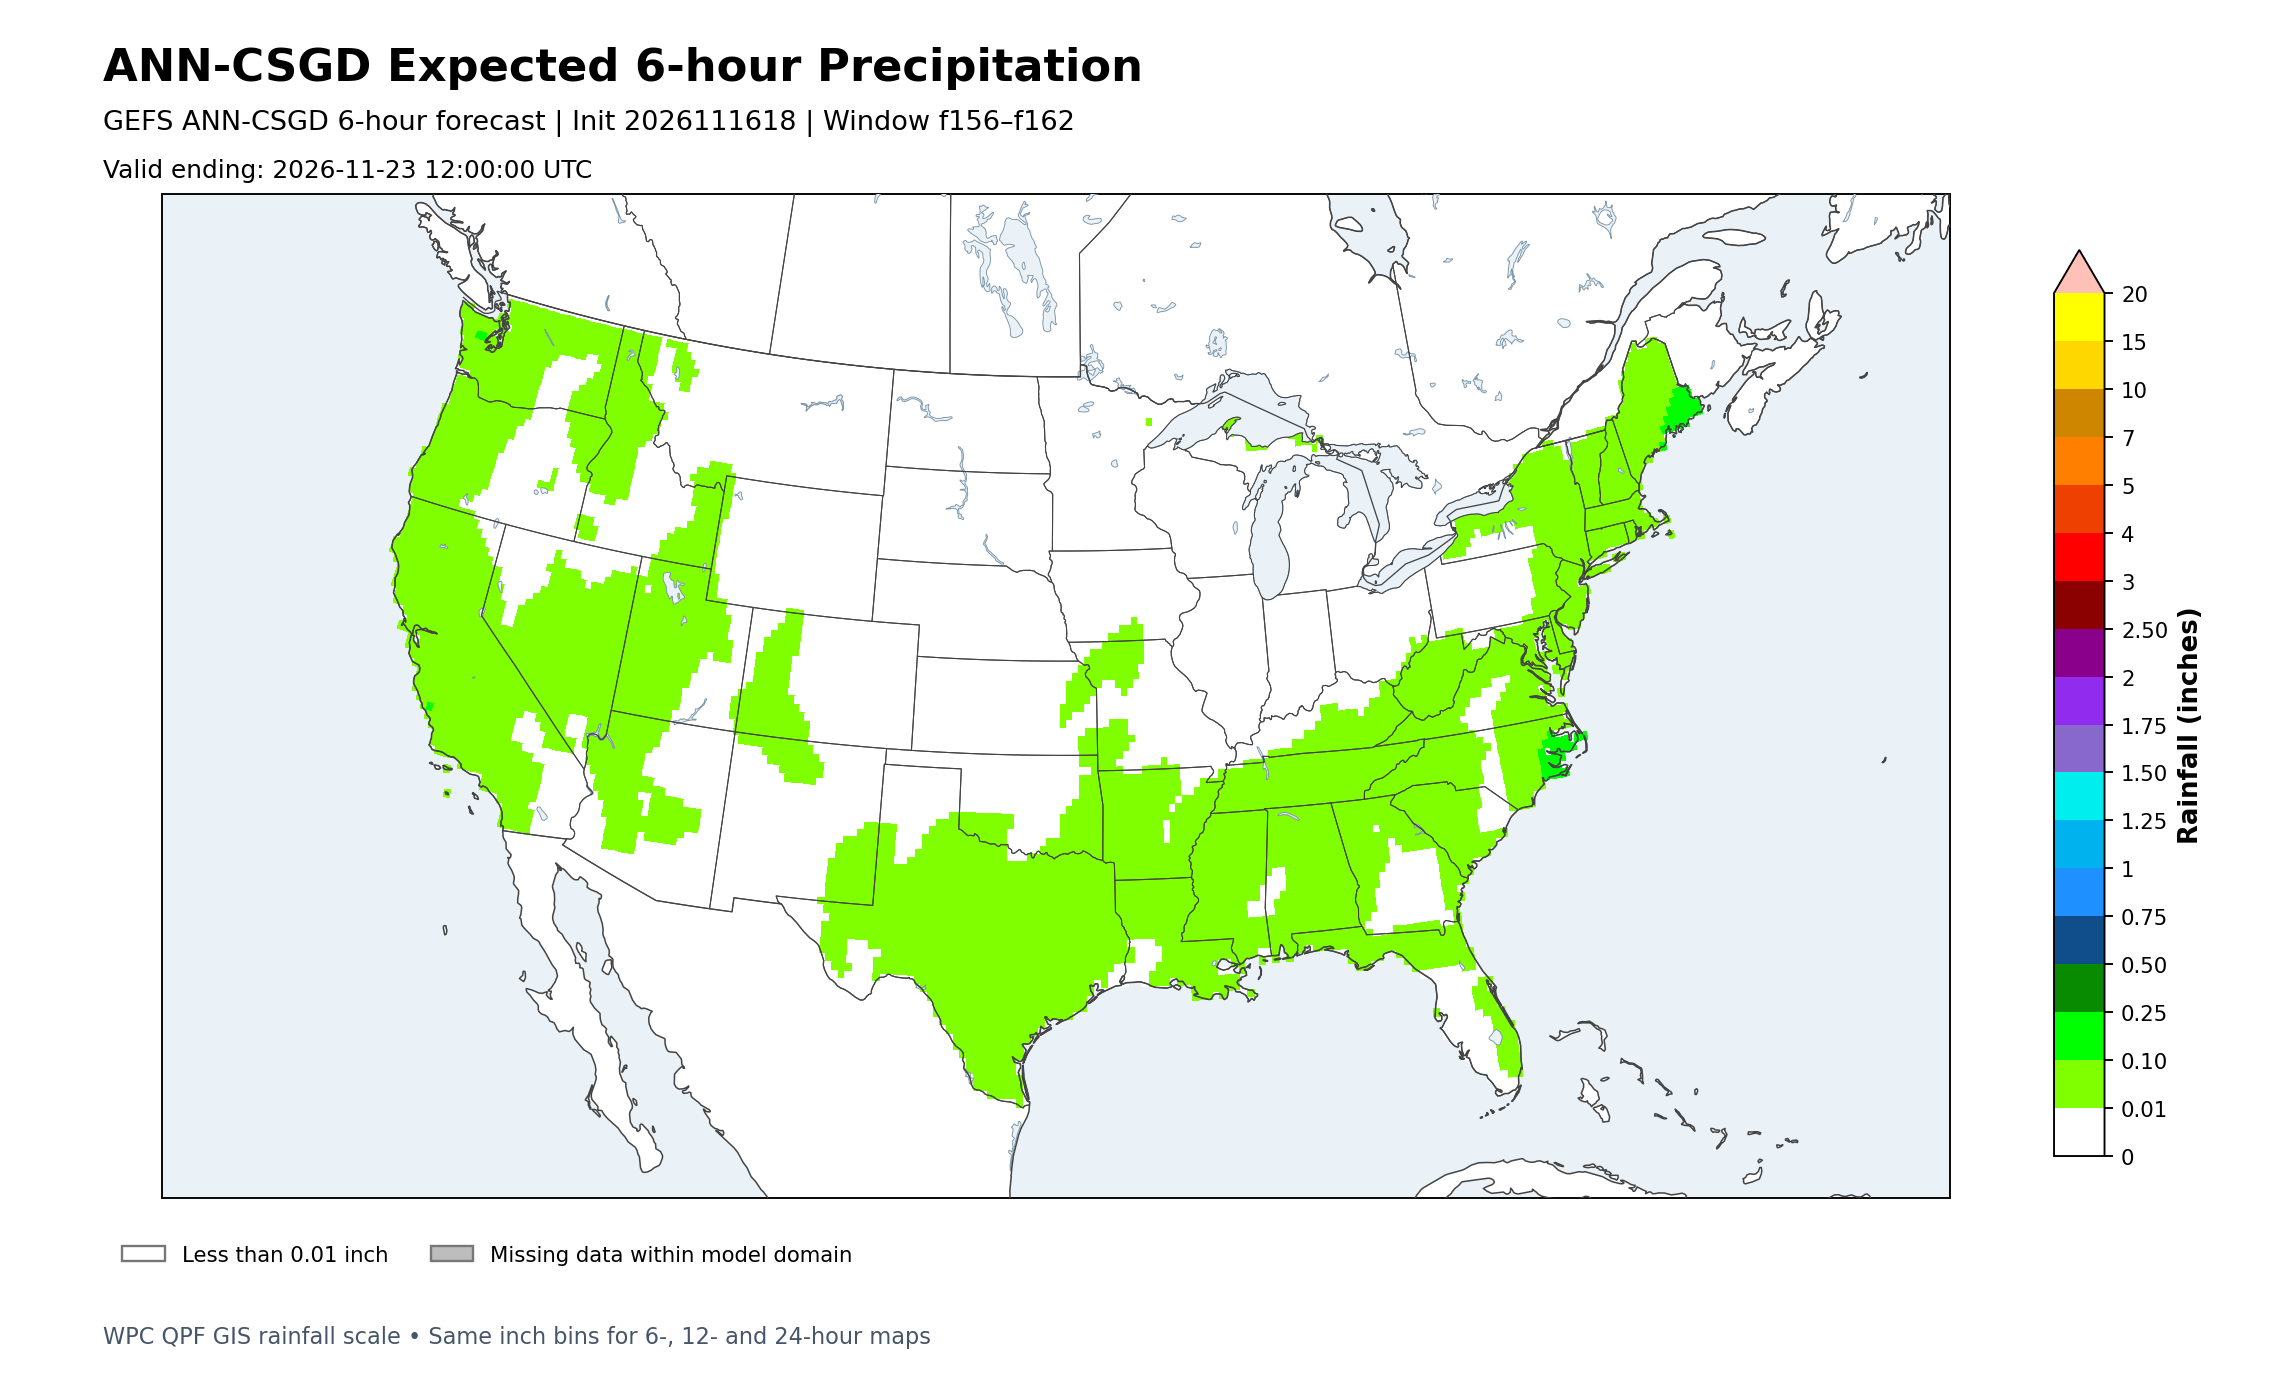 ANN-CSGD Expected 6-hour Precipitation
GEFS ANN-CSGD 6-hour forecast | Init 2026111618 | Window f156–f162
Valid ending: 2026-11-23 12:00:00 UTC
20
15
10
7
5
4
3
2.50
2
1.75
1.50
1.25
1
0.75
0.50
0.25
0.10
0.01
0
Rainfall (inches)
Less than 0.01 inch
Missing data within model domain
WPC QPF GIS rainfall scale • Same inch bins for 6-, 12- and 24-hour maps